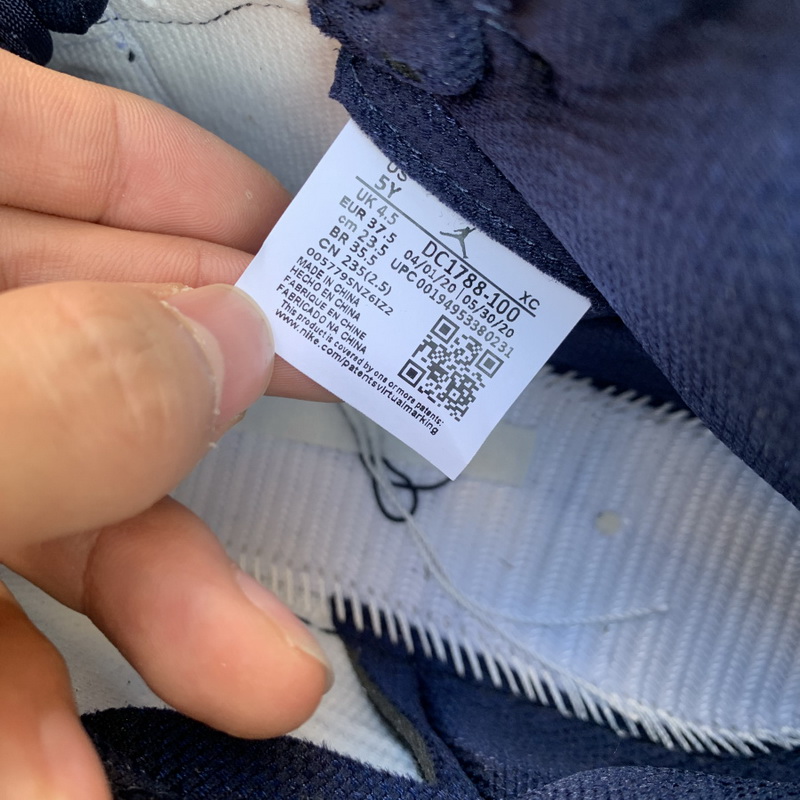 US
5Y
UK 4.5
EUR 37.5
cm 23.5
BR 35.5
CN 235(2.5)
XC
DC1788-100
04/01/20 05/30/20
UPC:00194953380231
005779SNZ6IZ2
MADE IN CHINA
HECHO EN CHINA
FABRIQUE EN CHINE
FABRICADO NA CHINA
This product is covered by one or more patents:
www.nike.com/patentsvirtualmarking